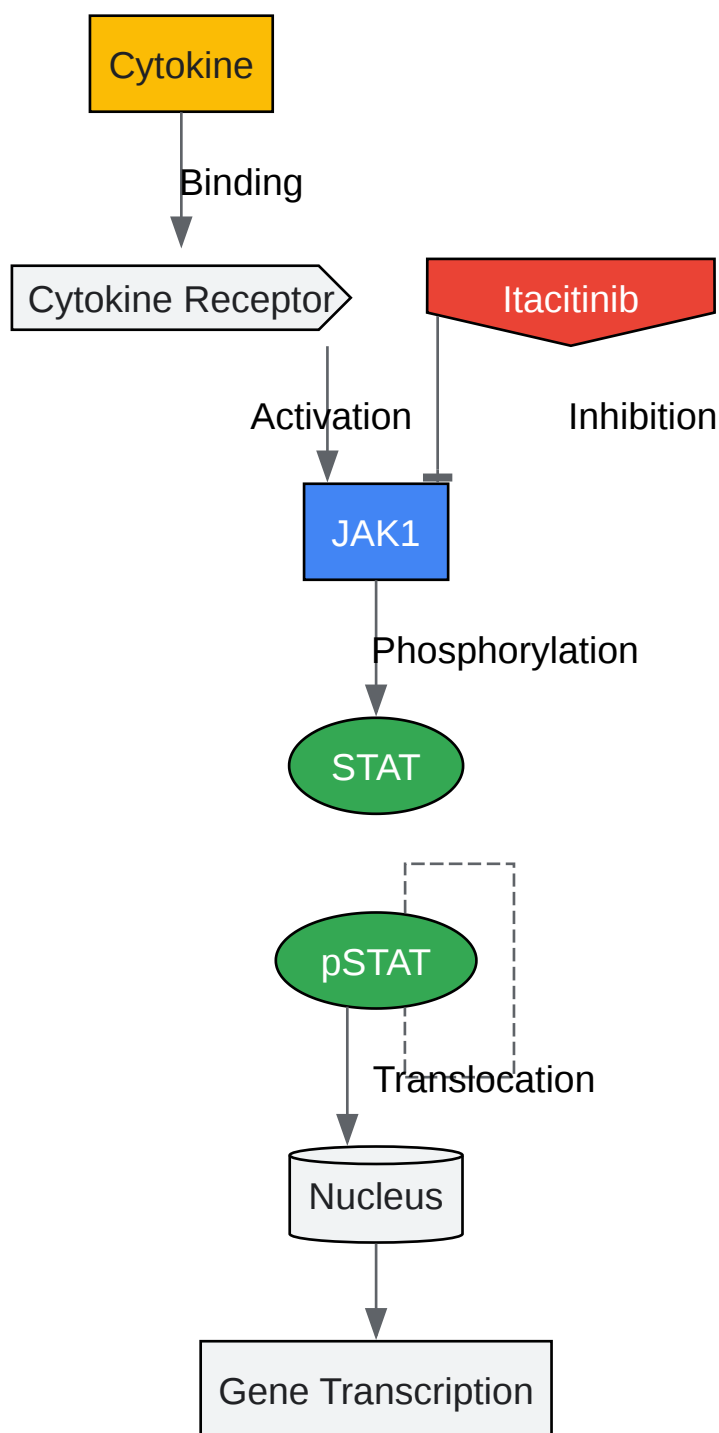 Cytokine
Binding
Cytokine Receptor
Itacitinib
Activation
Inhibition
JAK1
Phosphorylation
STAT
pSTAT
Translocation
Nucleus
Gene Transcription